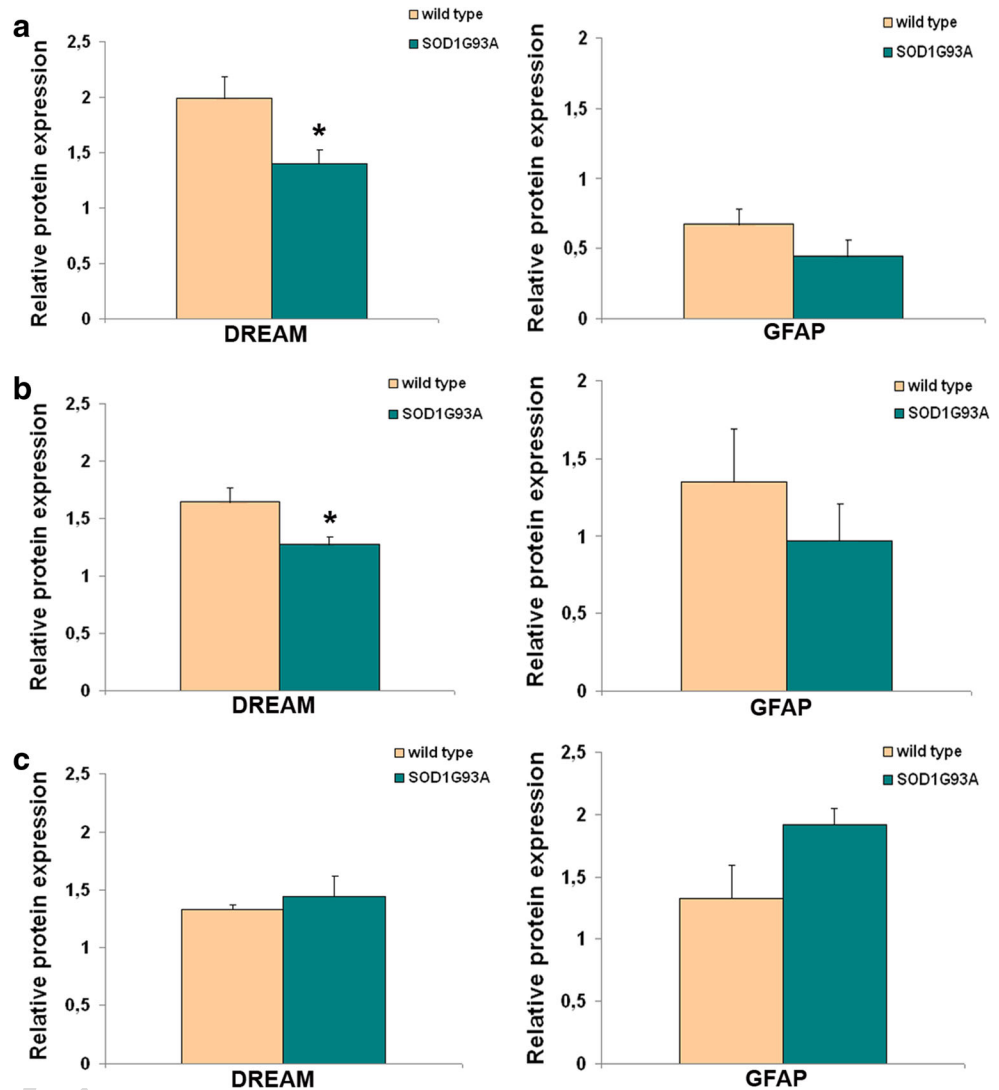 a
wild type
SOD1G93A
Relative protein expression
2,5
2
1,5
*
1
0,5
0
DREAM
wild type
SOD1G93A
Relative protein expression
2
1,5
1
0,5
0
GFAP
b
wild type
SOD1G93A
Relative protein expression
2,5
2
1,5
*
1
0,5
0
DREAM
wild type
SOD1G93A
Relative protein expression
2
1,5
1
0,5
0
GFAP
c
wild type
SOD1G93A
Relative protein expression
2,5
2
1,5
1
0,5
0
DREAM
wild type
SOD1G93A
Relative protein expression
2,5
2
1,5
1
0,5
0
GFAP